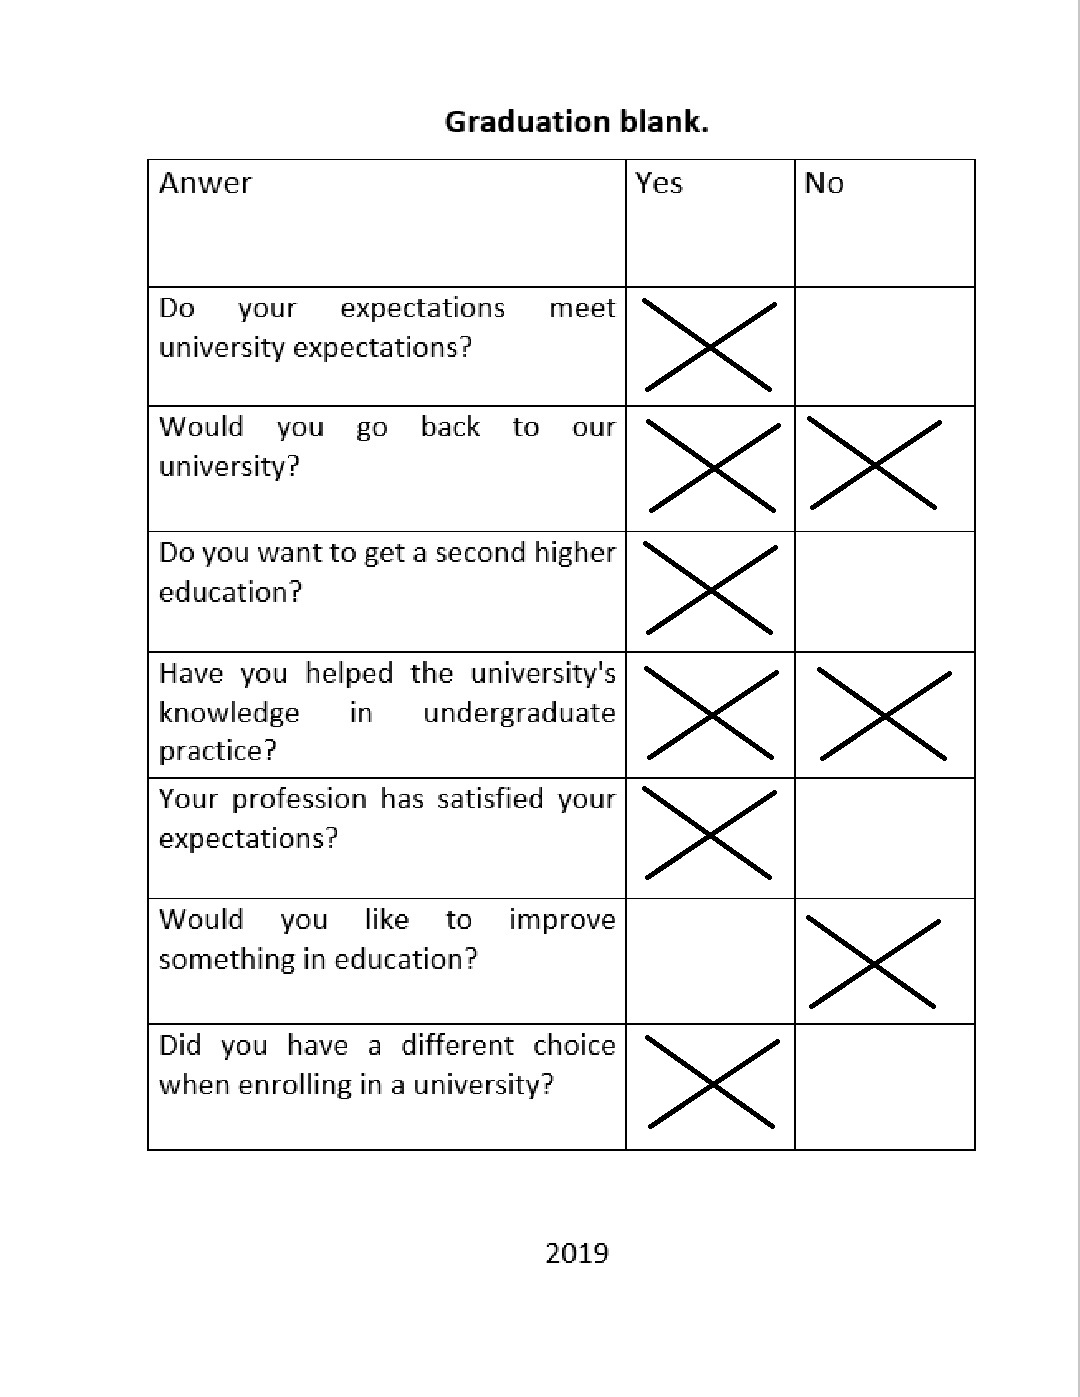 Graduation blank.
Anwer Yes No
Do your expectations meet
university expectations?
Would you go back to our
university?
Do you want to get a second higher
education?
Have you helped the university's
knowledge in undergraduate
practice?
Your profession has satisfied your
expectations?
Would you like to improve
something in education?
Did you have a different choice
when enrolling in a university?
2019